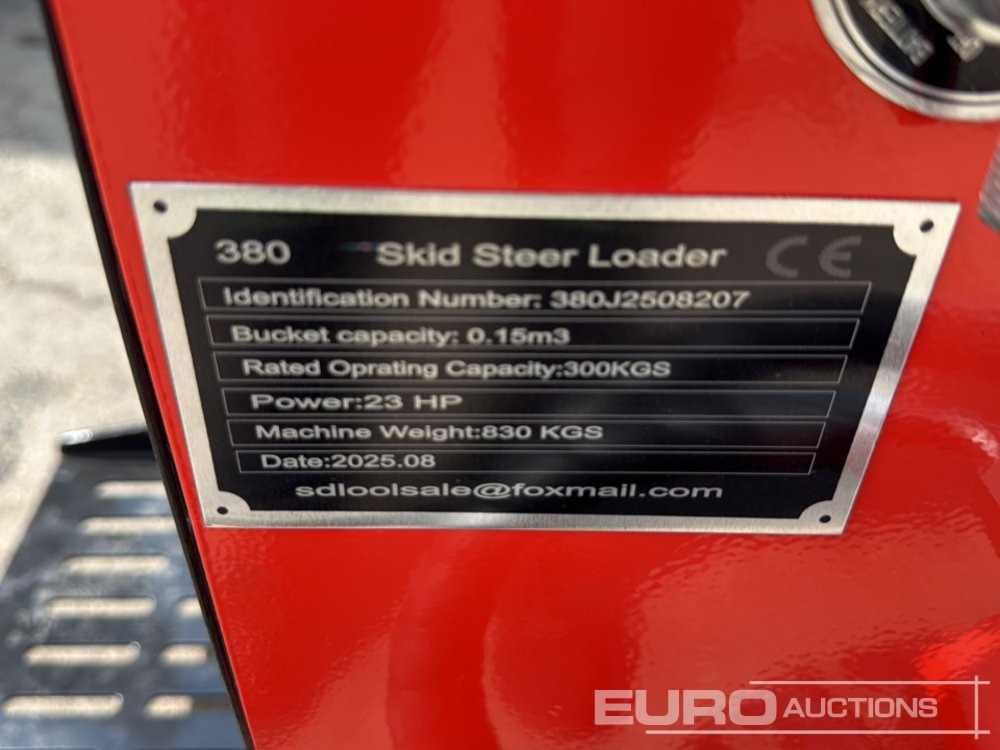 380 Skid Steer Loader CE
Identification Number: 380J2508207
Bucket capacity: 0.15m3
Rated Oprating Capacity:300KGS
Power:23 HP
Machine Weight:830 KGS
Date:2025.08
sdloolsale@foxmail.com
EURO AUCTIONS